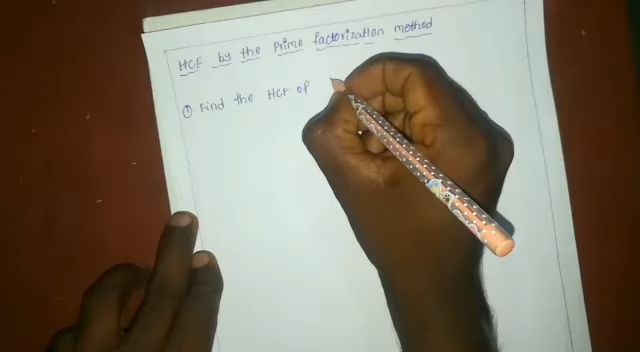 HCF by the Prime factorization method
① Find the HCF of